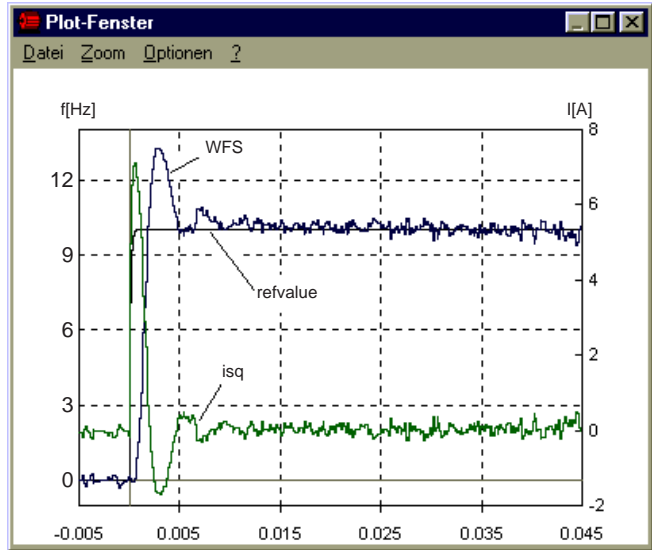 Plot-Fenster
Datei Zoom Optionen ?
f[Hz] I[A]
WFS
refvalue
isq
12
9
6
3
0
8
6
4
2
0
-2
-0.005 0.005 0.015 0.025 0.035 0.045